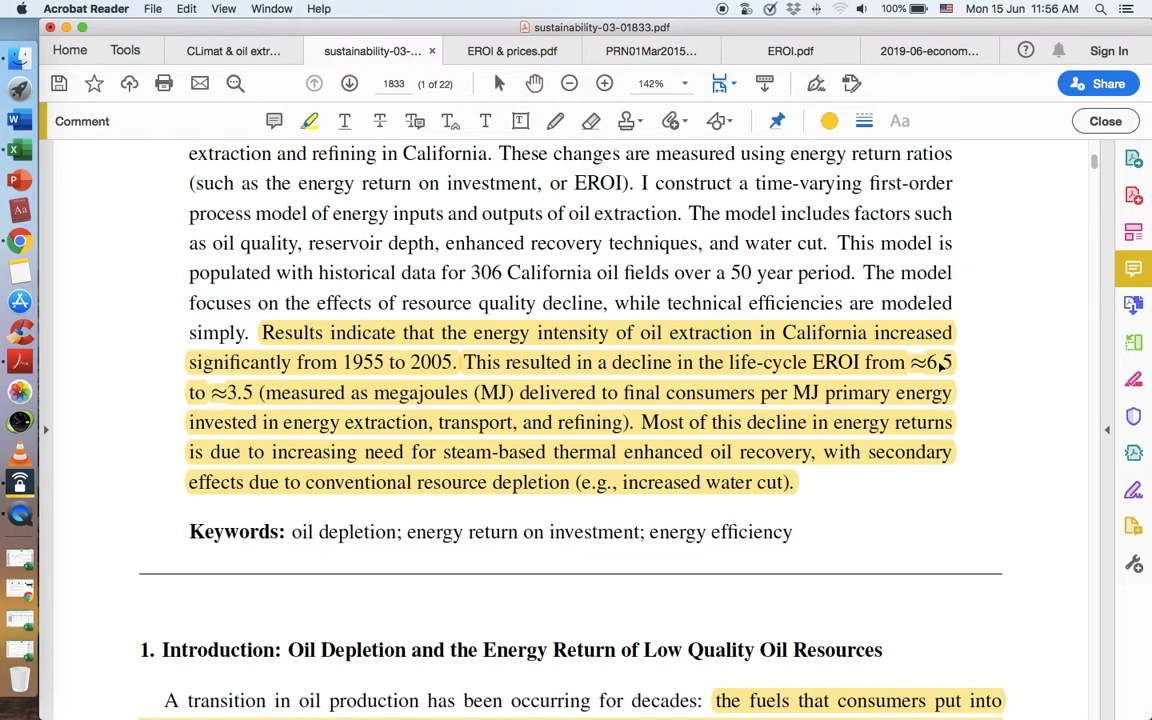 Acrobat Reader File Edit View Window Help 100% Mon 15 Jun 11:56 AM
sustainability-03-01833.pdf
Home Tools CLimat & oil extr... sustainability-03-... × EROI & prices.pdf PRN01Mar2015... EROI.pdf 2019-06-econom... Sign In
1833 (1 of 22) 142% Share
Comment Close
extraction and refining in California. These changes are measured using energy return ratios
(such as the energy return on investment, or EROI). I construct a time-varying first-order
process model of energy inputs and outputs of oil extraction. The model includes factors such
as oil quality, reservoir depth, enhanced recovery techniques, and water cut. This model is
populated with historical data for 306 California oil fields over a 50 year period. The model
focuses on the effects of resource quality decline, while technical efficiencies are modeled
simply. Results indicate that the energy intensity of oil extraction in California increased
significantly from 1955 to 2005. This resulted in a decline in the life-cycle EROI from ≈6.5
to ≈3.5 (measured as megajoules (MJ) delivered to final consumers per MJ primary energy
invested in energy extraction, transport, and refining). Most of this decline in energy returns
is due to increasing need for steam-based thermal enhanced oil recovery, with secondary
effects due to conventional resource depletion (e.g., increased water cut).
Keywords: oil depletion; energy return on investment; energy efficiency
1. Introduction: Oil Depletion and the Energy Return of Low Quality Oil Resources
A transition in oil production has been occurring for decades: the fuels that consumers put into